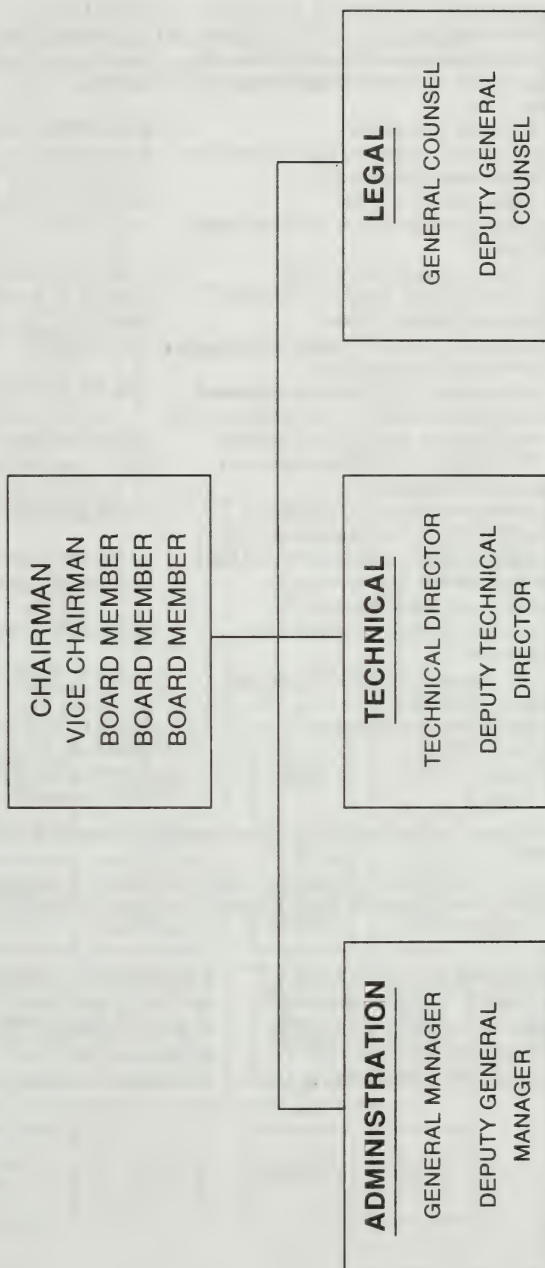 CHAIRMAN
VICE CHAIRMAN
BOARD MEMBER
BOARD MEMBER
BOARD MEMBER
ADMINISTRATION
GENERAL MANAGER
DEPUTY GENERAL
MANAGER
TECHNICAL
TECHNICAL DIRECTOR
DEPUTY TECHNICAL
DIRECTOR
LEGAL
GENERAL COUNSEL
DEPUTY GENERAL
COUNSEL